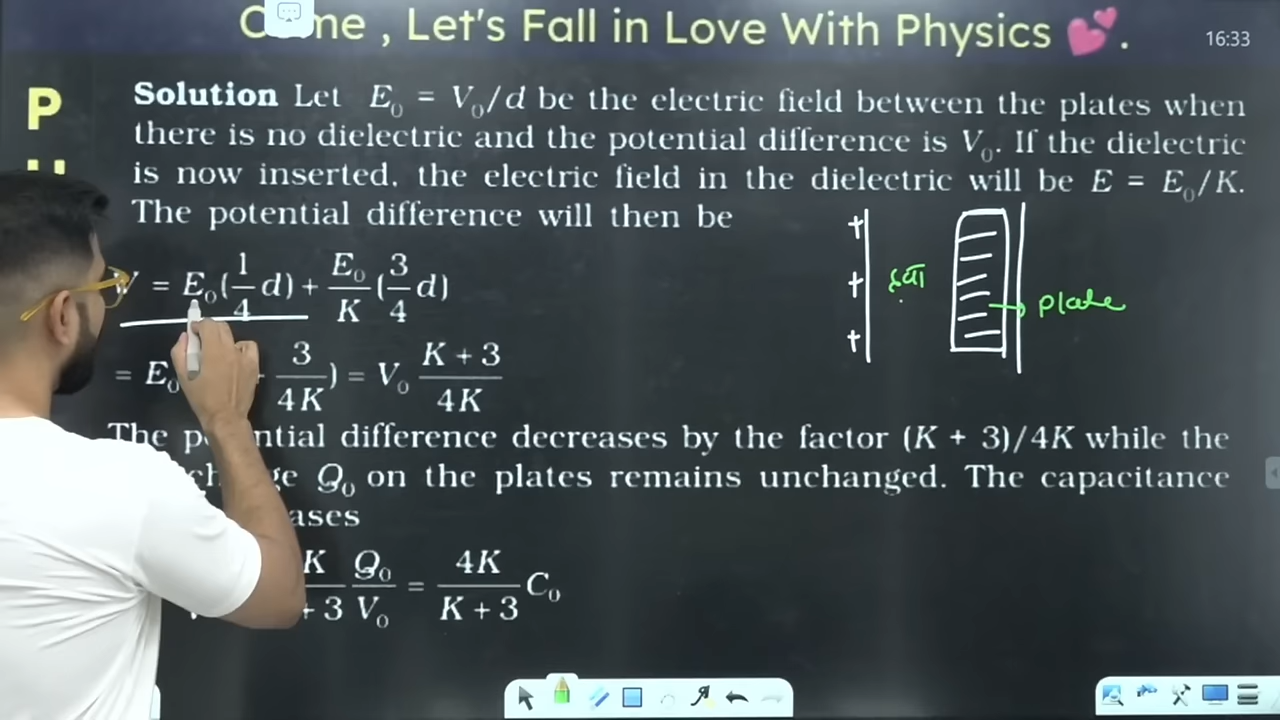 Come , Let's Fall in Love With Physics 💕.
16:33
P
Solution Let E₀ = V₀/d be the electric field between the plates when
there is no dielectric and the potential difference is V₀. If the dielectric
is now inserted, the electric field in the dielectric will be E = E₀/K.
The potential difference will then be
V = E₀(1/4 d) + E₀/K (3/4 d)
= E₀ 3/4K) = V₀ K + 3/4K
The potential difference decreases by the factor (K + 3)/4K while the
Q₀ on the plates remains unchanged. The capacitance
K/+ 3 Q₀/V₀ = 4K/K + 3 C₀
+
+
+
हवा
plate